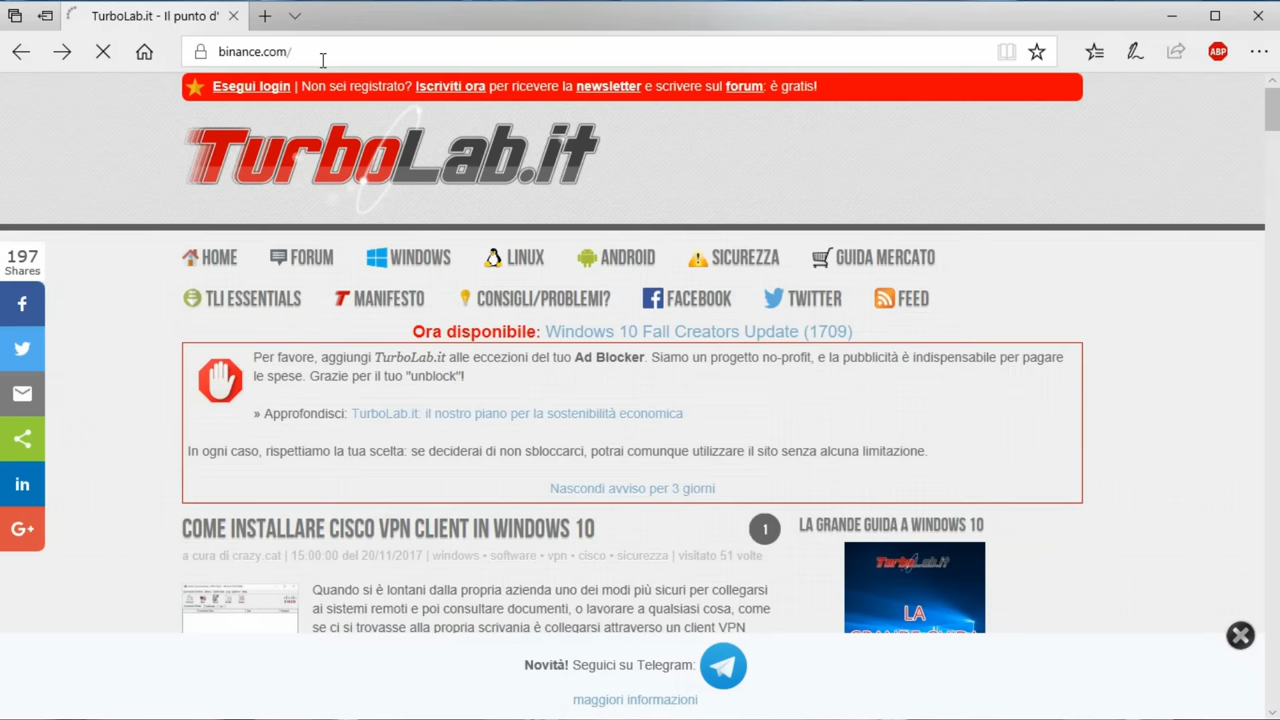 TurboLab.it - Il punto d'
binance.com/
ABP
Esegui login | Non sei registrato? Iscriviti ora per ricevere la newsletter e scrivere sul forum: è gratis!
TurboLab.it
197
Shares
HOME FORUM WINDOWS LINUX ANDROID SICUREZZA GUIDA MERCATO
TLI ESSENTIALS MANIFESTO CONSIGLI/PROBLEMI? FACEBOOK TWITTER FEED
Ora disponibile: Windows 10 Fall Creators Update (1709)
Per favore, aggiungi TurboLab.it alle eccezioni del tuo Ad Blocker. Siamo un progetto no-profit, e la pubblicità è indispensabile per pagare
le spese. Grazie per il tuo "unblock"!
» Approfondisci: TurboLab.it: il nostro piano per la sostenibilità economica
In ogni caso, rispettiamo la tua scelta: se deciderai di non sbloccarci, potrai comunque utilizzare il sito senza alcuna limitazione.
Nascondi avviso per 3 giorni
COME INSTALLARE CISCO VPN CLIENT IN WINDOWS 10
1
a cura di crazy.cat | 15:00:00 del 20/11/2017 | windows • software • vpn • cisco • sicurezza | visitato 51 volte
Quando si è lontani dalla propria azienda uno dei modi più sicuri per collegarsi
ai sistemi remoti e poi consultare documenti, o lavorare a qualsiasi cosa, come
se ci si trovasse alla propria scrivania è collegarsi attraverso un client VPN
LA GRANDE GUIDA A WINDOWS 10
TurboLab.it
LA
GRANDE GUIDA
Novità! Seguici su Telegram:
maggiori informazioni